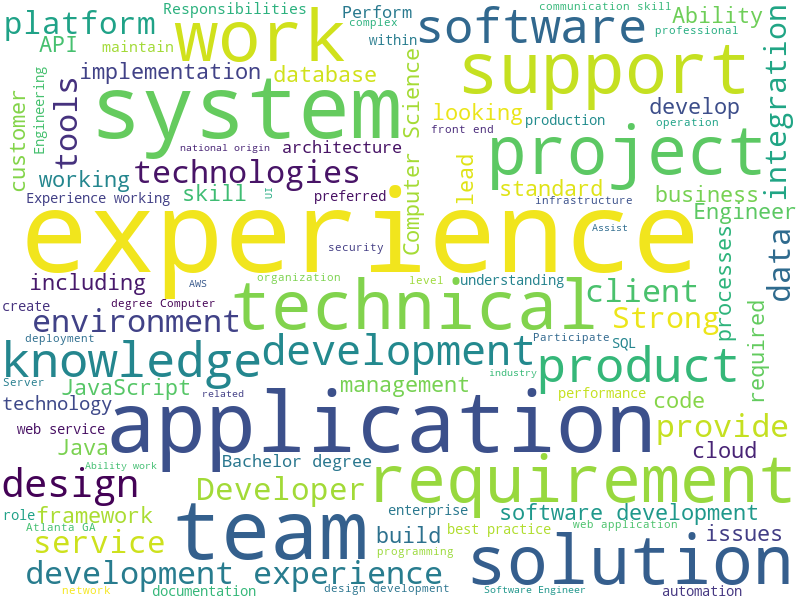 platform
Responsibilities
work
Perform
communication skill
software
Ability
integration
API
maintain
complex
within
professional
customer
Engineering
tools
implementation
database
system
Computer Science
support
looking
develop
production
operation
national origin
architecture
front end
project
technologies
working
Experience working
skill
UI
preferred
lead
standard
infrastructure
business
Engineer
experience
Assist
security
data
processes
including
AWS
organization
level
understanding
client
create
degree Computer
technical
Strong
required
environment
deployment
knowledge
development
Participate
SQL
product
industry
Server
JavaScript
related
management
performance
code
technology
application
provide
web service
Java
cloud
Ability work
Bachelor degree
design
Developer
requirement
role
framework
Atlanta GA
team
enterprise
software development
service
build
best practice
web application
issues
programming
solution
development experience
network
documentation
design development
Software Engineer
automation